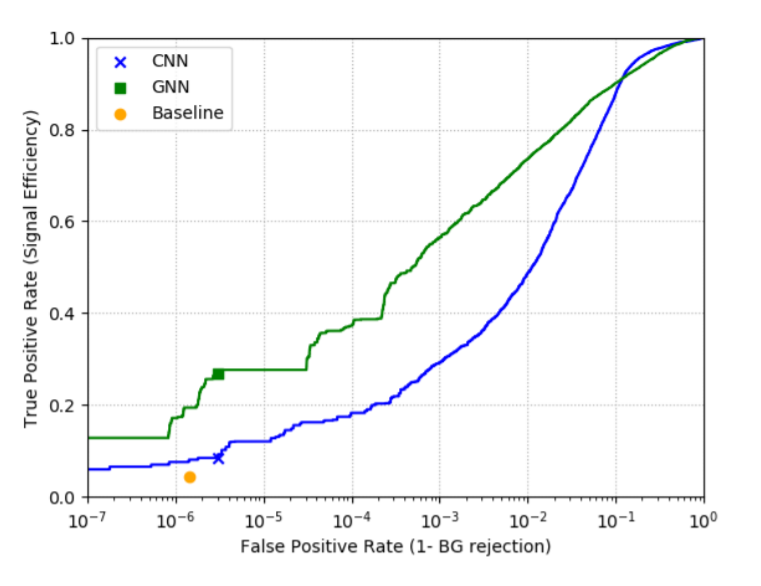 CNN
GNN
Baseline
True Positive Rate (Signal Efficiency)
1.0
0.8
0.6
0.4
0.2
0.0
10⁻⁷ 10⁻⁶ 10⁻⁵ 10⁻⁴ 10⁻³ 10⁻² 10⁻¹ 10⁰
False Positive Rate (1- BG rejection)